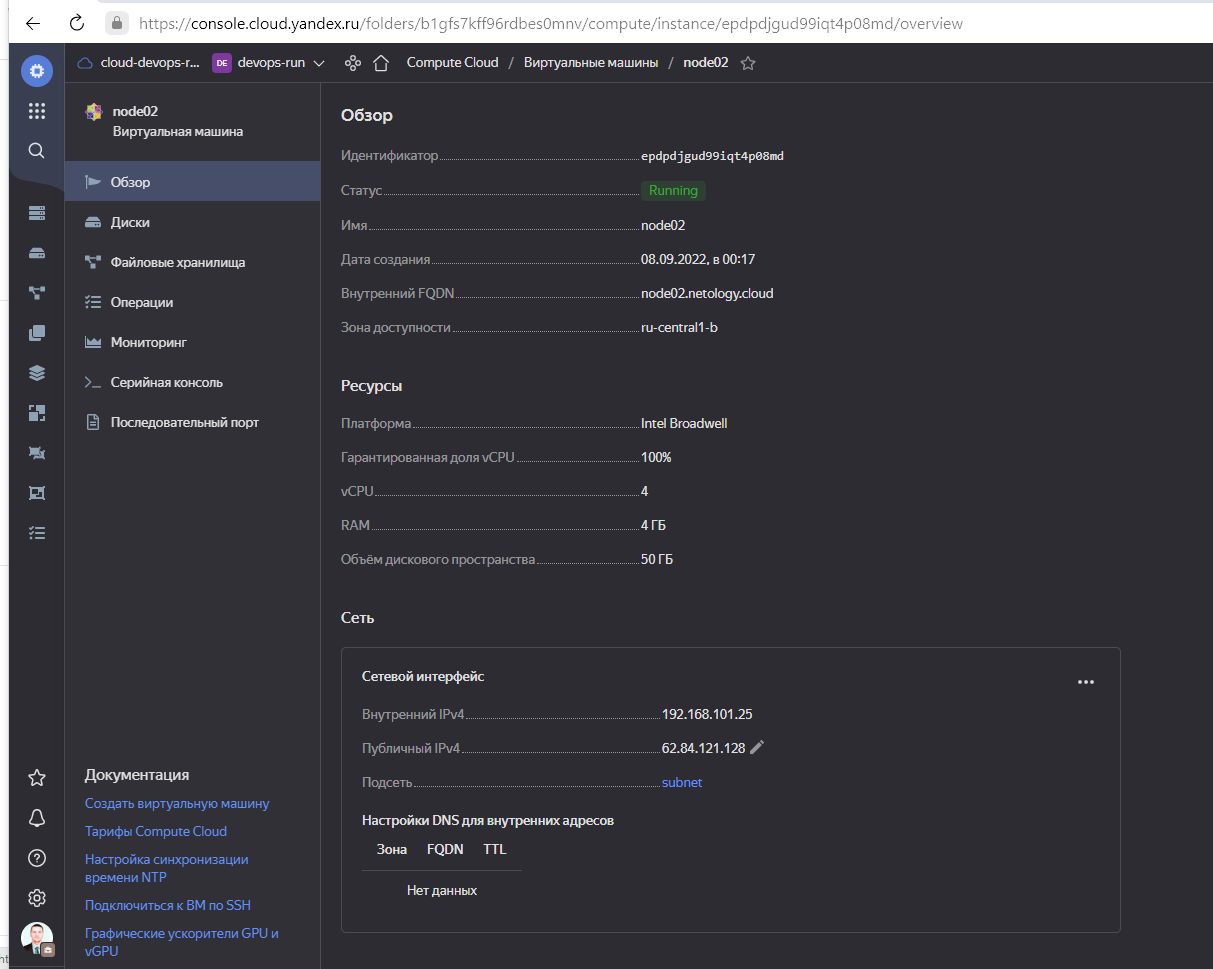 https://console.cloud.yandex.ru/folders/b1gfs7kff96rdbes0mnv/compute/instance/epdpdjgud99iqt4p08md/overview
cloud-devops-r... DE devops-run Compute Cloud / Виртуальные машины / node02
node02
Виртуальная машина
Обзор
Диски
Файловые хранилища
Операции
Мониторинг
Серийная консоль
Последовательный порт
Документация
Создать виртуальную машину
Тарифы Compute Cloud
Настройка синхронизации
времени NTP
Подключиться к ВМ по SSH
Графические ускорители GPU и
vGPU
Обзор
Идентификатор epdpdjgud99iqt4p08md
Статус Running
Имя node02
Дата создания 08.09.2022, в 00:17
Внутренний FQDN node02.netology.cloud
Зона доступности ru-central1-b
Ресурсы
Платформа Intel Broadwell
Гарантированная доля vCPU 100%
vCPU 4
RAM 4 ГБ
Объём дискового пространства 50 ГБ
Сеть
Сетевой интерфейс
Внутренний IPv4 192.168.101.25
Публичный IPv4 62.84.121.128
Подсеть subnet
Настройки DNS для внутренних адресов
Зона FQDN TTL
Нет данных